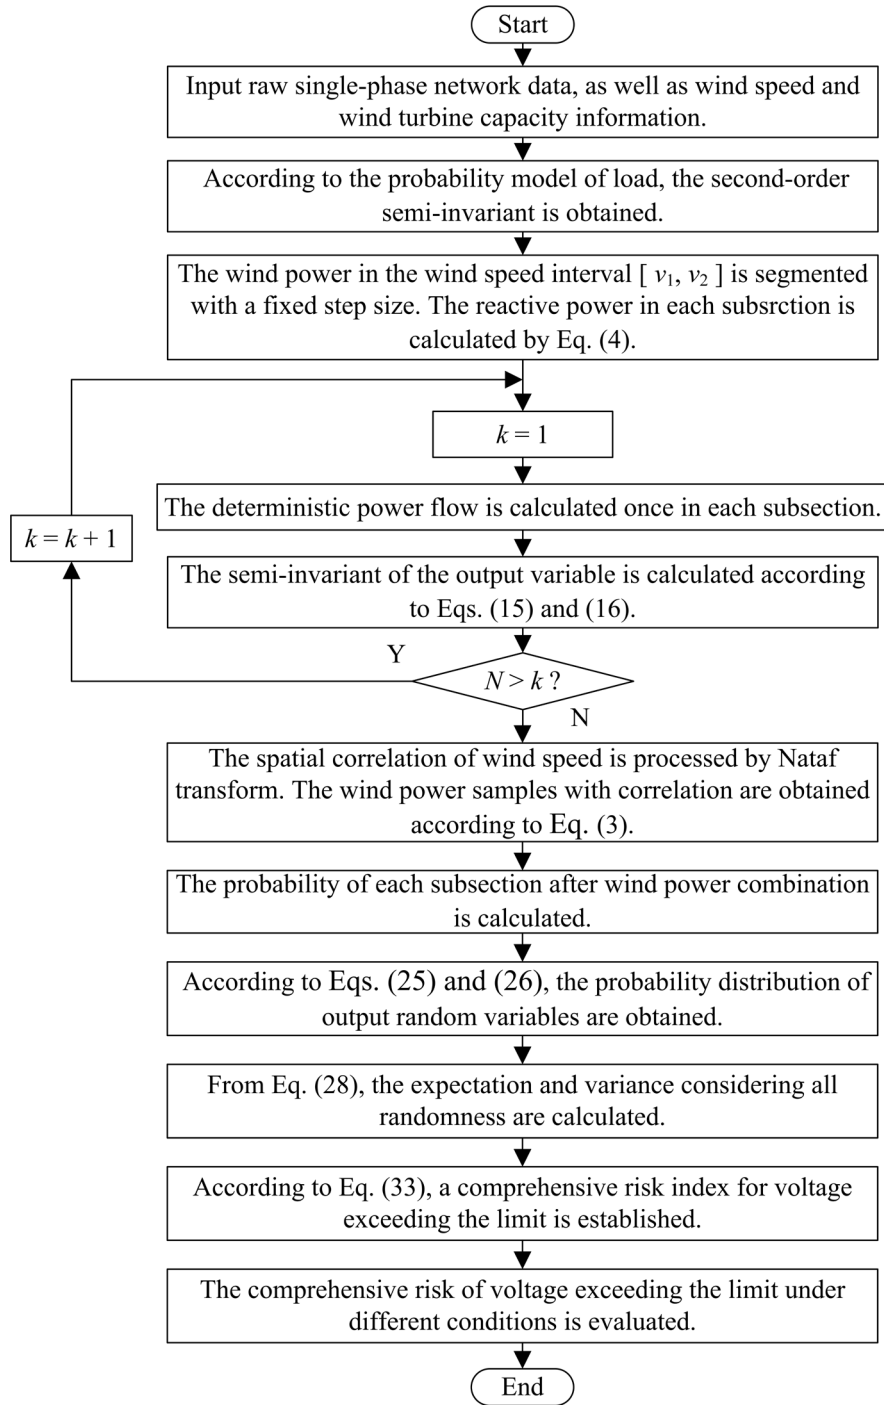 Start
Input raw single-phase network data, as well as wind speed and
wind turbine capacity information.
According to the probability model of load, the second-order
semi-invariant is obtained.
The wind power in the wind speed interval [ v₁, v₂ ] is segmented
with a fixed step size. The reactive power in each subsrction is
calculated by Eq. (4).
k = 1
The deterministic power flow is calculated once in each subsection.
k = k + 1
The semi-invariant of the output variable is calculated according
to Eqs. (15) and (16).
Y
N > k ?
N
The spatial correlation of wind speed is processed by Nataf
transform. The wind power samples with correlation are obtained
according to Eq. (3).
The probability of each subsection after wind power combination
is calculated.
According to Eqs. (25) and (26), the probability distribution of
output random variables are obtained.
From Eq. (28), the expectation and variance considering all
randomness are calculated.
According to Eq. (33), a comprehensive risk index for voltage
exceeding the limit is established.
The comprehensive risk of voltage exceeding the limit under
different conditions is evaluated.
End